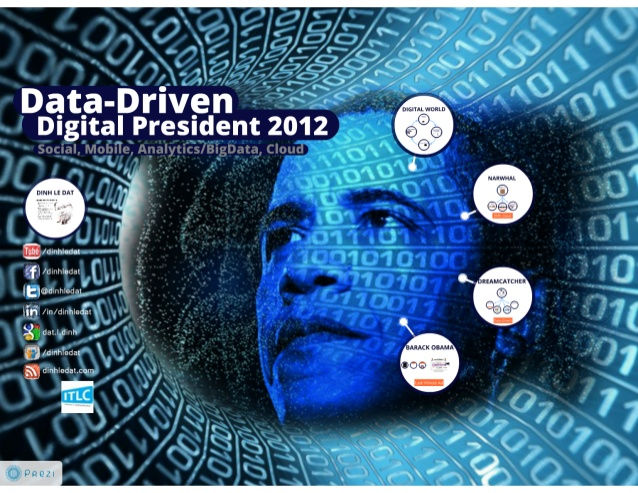 Data-Driven
Digital President 2012
Social, Mobile, Analytics/BigData, Cloud
DINH LE DAT
/dinhledat
/dinhledat
@dinhledat
/in/dinhledat
dat.l.dinh
/dinhledat
dinhledat.com
ITLC
DIGITAL WORLD
NARWHAL
DREAMCATCHER
BARACK OBAMA
Prezi